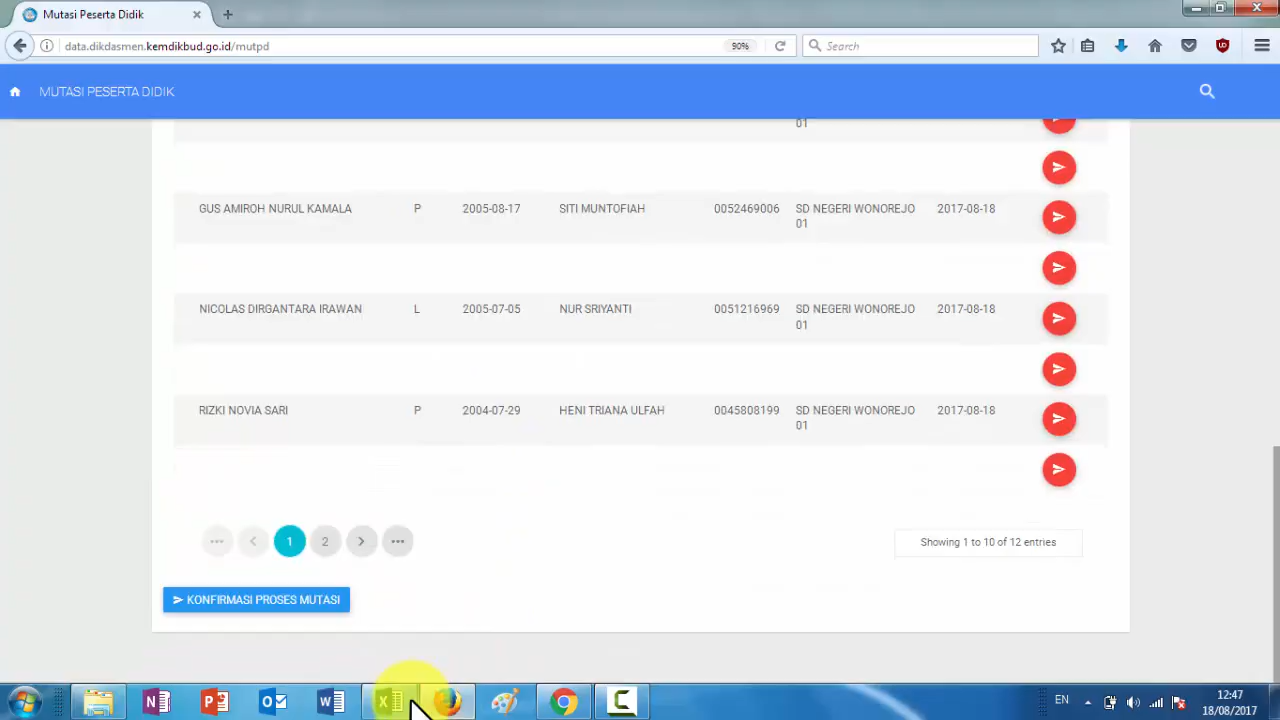 Mutasi Peserta Didik
data.dikdasmen.kemdikbud.go.id/mutpd
90%
Search
MUTASI PESERTA DIDIK
01
GUS AMIROH NURUL KAMALA P 2005-08-17 SITI MUNTOFIAH 0052469006 SD NEGERI WONOREJO 2017-08-18
01
NICOLAS DIRGANTARA IRAWAN L 2005-07-05 NUR SRIYANTI 0051216969 SD NEGERI WONOREJO 2017-08-18
01
RIZKI NOVIA SARI P 2004-07-29 HENI TRIANA ULFAH 0045808199 SD NEGERI WONOREJO 2017-08-18
01
1 2
Showing 1 to 10 of 12 entries
KONFIRMASI PROSES MUTASI
EN
12:47
18/08/2017